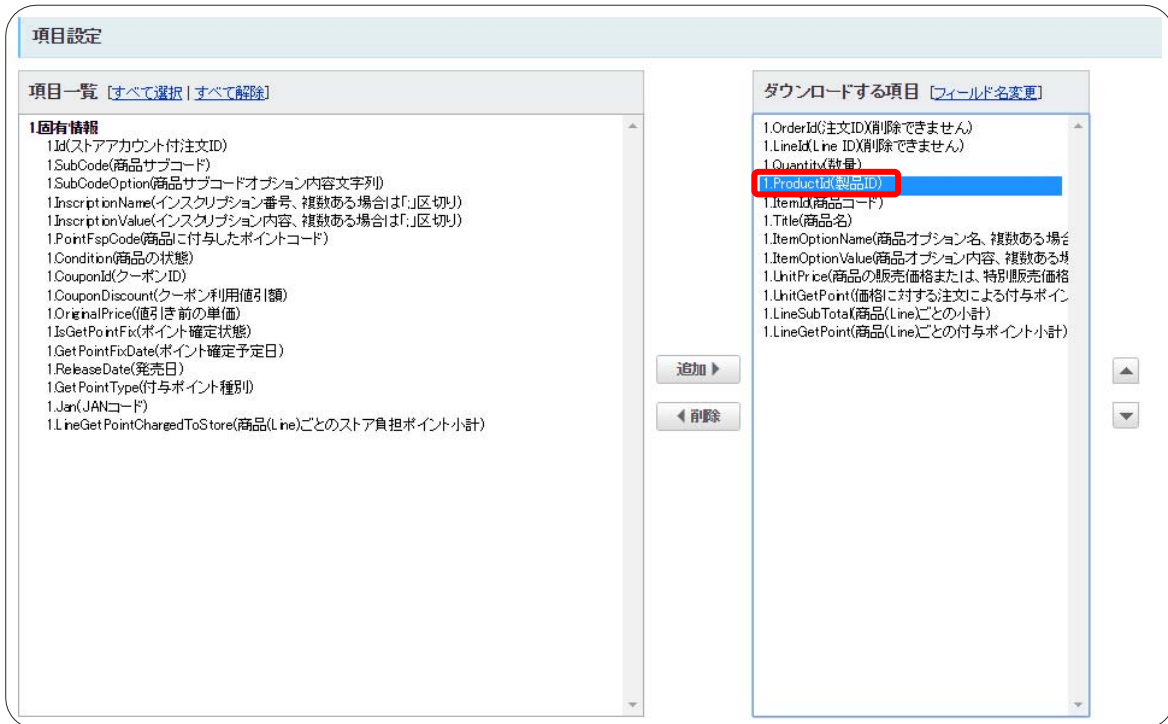 項目設定
項目一覧 [すべて選択 | すべて解除]
1.固有情報
1.Id(ストアアカウント付注文ID)
1.SubCode(商品サブコード)
1.SubCodeOption(商品サブコードオプション内容文字列)
1.InscriptionName(インスクリプション番号、複数ある場合は「;」区切り)
1.InscriptionValue(インスクリプション内容、複数ある場合は「;」区切り)
1.PointFspCode(商品に付与したポイントコード)
1.Condition(商品の状態)
1.CouponId(クーポンID)
1.CouponDiscount(クーポン利用値引額)
1.OriginalPrice(値引き前の単価)
1.IsGetPointFix(ポイント確定状態)
1.GetPointFixDate(ポイント確定予定日)
1.ReleaseDate(発売日)
1.GetPointType(付与ポイント種別)
1.Jan(JANコード)
1.LineGetPointChargedToStore(商品(Line)ごとのストア負担ポイント小計)
追加
削除
ダウンロードする項目 [フィールド名変更]
1.OrderId(注文ID)(削除できません)
1.LineId(Line ID)(削除できません)
1.Quantity(数量)
1.ProductId(製品ID)
1.ItemId(商品コード)
1.Title(商品名)
1.ItemOptionName(商品オプション名、複数ある場合
1.ItemOptionValue(商品オプション内容、複数ある場
1.UnitPrice(商品の販売価格または、特別販売価格
1.UnitGetPoint(価格に対する注文による付与ポイン
1.LineSubTotal(商品(Line)ごとの小計)
1.LineGetPoint(商品(Line)ごとの付与ポイント小計)